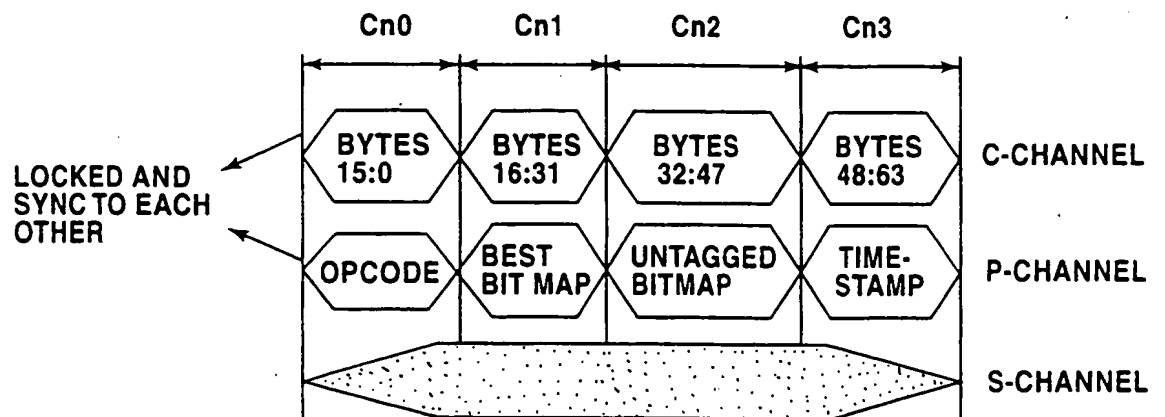 Cn0 Cn1 Cn2 Cn3
BYTES 15:0 BYTES 16:31 BYTES 32:47 BYTES 48:63 C-CHANNEL
LOCKED AND
SYNC TO EACH
OTHER
OPCODE BEST BIT MAP UNTAGGED BITMAP TIME-STAMP P-CHANNEL
S-CHANNEL